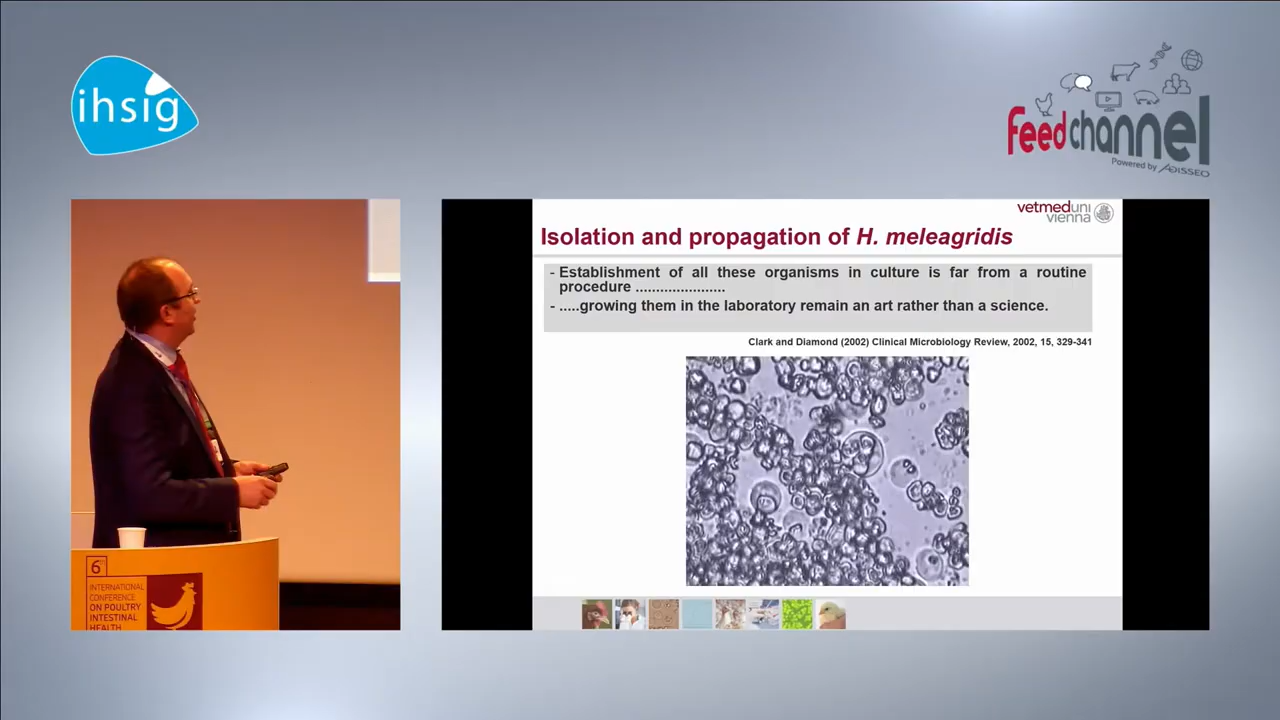 ihsig
feedchannel
Powered by ADISSEO
vetmeduni
vienna
Isolation and propagation of H. meleagridis
- Establishment of all these organisms in culture is far from a routine
procedure ......................
- .....growing them in the laboratory remain an art rather than a science.
Clark and Diamond (2002) Clinical Microbiology Review, 2002, 15, 329-341
6th
INTERNATIONAL
CONFERENCE
ON POULTRY
INTESTINAL
HEALTH